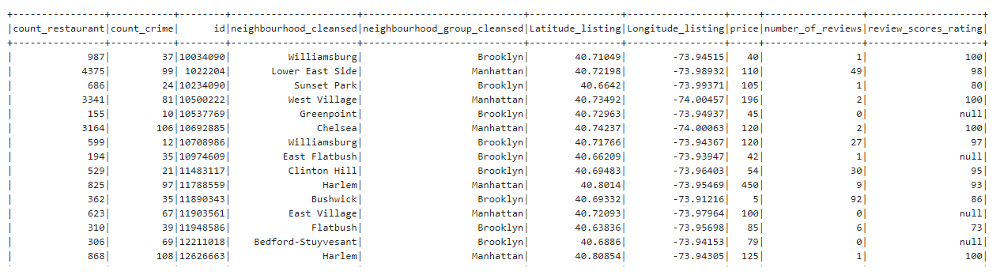 +----------------+-----------+--------+----------------------+----------------------------+----------------+-----------------+-----+-----------------+--------------------+
|count_restaurant|count_crime|      id|neighbourhood_cleansed|neighbourhood_group_cleansed|Latitude_listing|Longitude_listing|price|number_of_reviews|review_scores_rating|
+----------------+-----------+--------+----------------------+----------------------------+----------------+-----------------+-----+-----------------+--------------------+
|             987|         37|10034090|          Williamsburg|                    Brooklyn|        40.71049|        -73.94515|   40|                1|                 100|
|            4375|         99| 1022204|       Lower East Side|                   Manhattan|        40.72198|        -73.98932|  110|               49|                  98|
|             686|         24|10234090|           Sunset Park|                    Brooklyn|         40.6642|        -73.99371|  105|                1|                  80|
|            3341|         81|10500222|          West Village|                   Manhattan|        40.73492|        -74.00457|  196|                2|                 100|
|             155|         10|10537769|            Greenpoint|                    Brooklyn|        40.72963|        -73.94937|   45|                0|                null|
|            3164|        106|10692885|               Chelsea|                   Manhattan|        40.74237|        -74.00063|  120|                2|                 100|
|             599|         12|10708986|          Williamsburg|                    Brooklyn|        40.71766|        -73.94367|  120|               27|                  97|
|             194|         35|10974609|         East Flatbush|                    Brooklyn|        40.66209|        -73.93947|   42|                1|                null|
|             529|         21|11483117|          Clinton Hill|                    Brooklyn|        40.69483|        -73.96403|   54|               30|                  95|
|             825|         97|11788559|                Harlem|                   Manhattan|         40.8014|        -73.95469|  450|                9|                  93|
|             362|         35|11890343|              Bushwick|                    Brooklyn|        40.69332|        -73.91216|    5|               92|                  86|
|             623|         67|11903561|          East Village|                   Manhattan|        40.72093|        -73.97964|  100|                0|                null|
|             310|         39|11948586|              Flatbush|                    Brooklyn|        40.63836|        -73.95698|   85|                6|                  73|
|             306|         69|12211018|    Bedford-Stuyvesant|                    Brooklyn|         40.6886|        -73.94153|   79|                0|                null|
|             868|        108|12626663|                Harlem|                   Manhattan|        40.80854|        -73.94305|  125|                1|                 100|